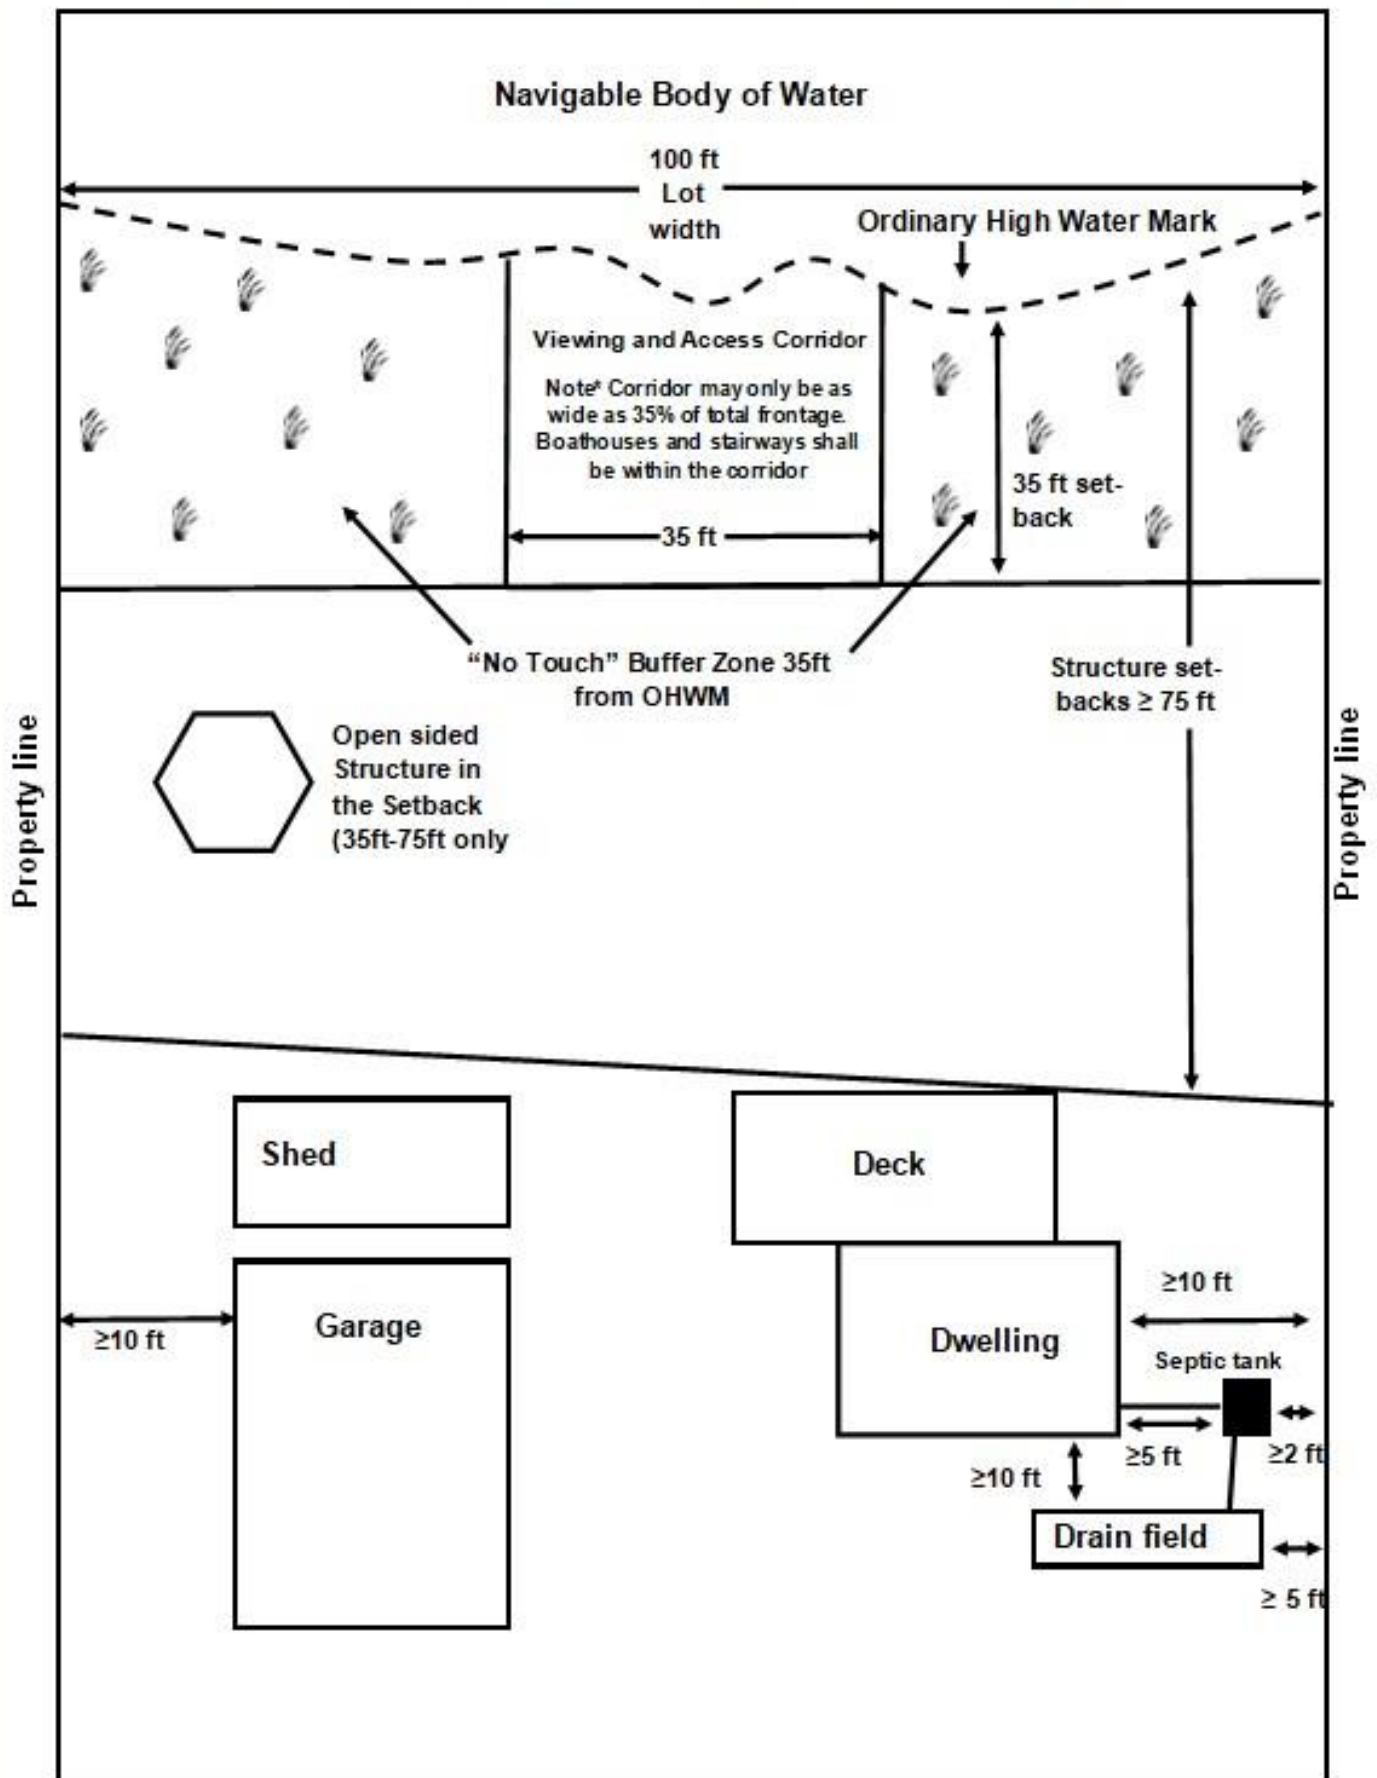 Navigable Body of Water
100 ft
Lot
width
Ordinary High Water Mark
Viewing and Access Corridor
Note* Corridor may only be as
wide as 35% of total frontage.
Boathouses and stairways shall
be within the corridor
35 ft
35 ft set-
back
“No Touch” Buffer Zone 35ft
from OHWM
Structure set-
backs ≥ 75 ft
Property line
Property line
Open sided
Structure in
the Setback
(35ft-75ft only
Shed
Deck
Garage
≥10 ft
Dwelling
≥10 ft
Septic tank
≥5 ft
≥2 ft
≥10 ft
Drain field
≥ 5 ft